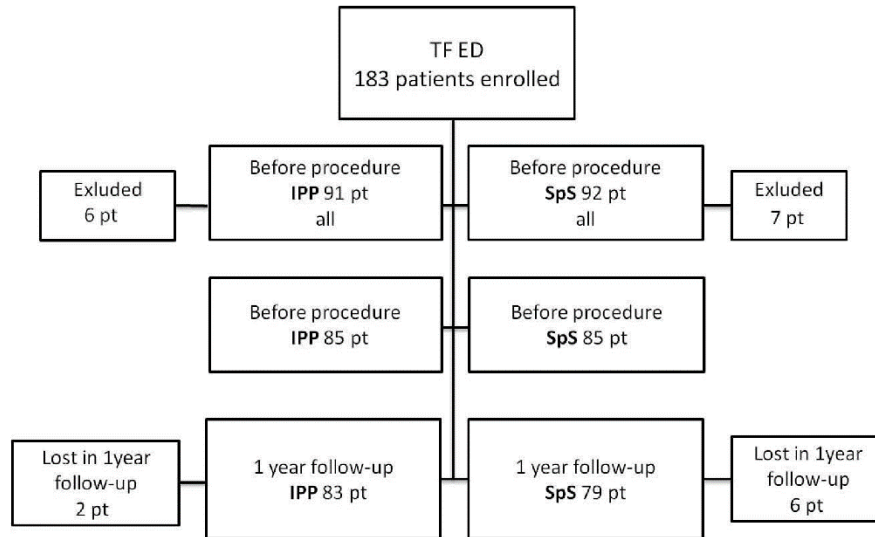 TF ED
183 patients enrolled
Exluded
6 pt
Before procedure
IPP 91 pt
all
Before procedure
SpS 92 pt
all
Exluded
7 pt
Before procedure
IPP 85 pt
Before procedure
SpS 85 pt
Lost in 1year
follow-up
2 pt
1 year follow-up
IPP 83 pt
1 year follow-up
SpS 79 pt
Lost in 1year
follow-up
6 pt